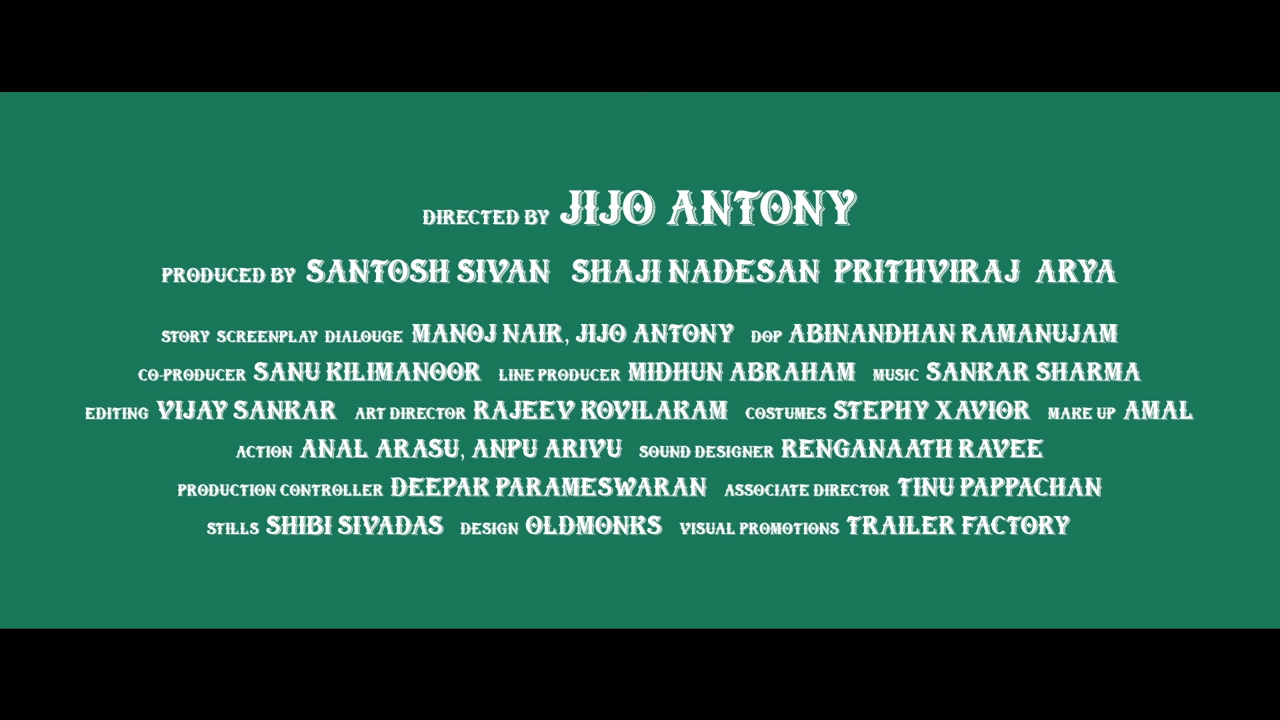 DIRECTED BY JIJO ANTONY
PRODUCED BY SANTOSH SIVAN SHAJI NADESAN PRITHVIRAJ ARYA
STORY SCREENPLAY DIALOUGE MANOJ NAIR, JIJO ANTONY DOP ABINANDHAN RAMANUJAM
CO-PRODUCER SANU KILIMANOOR LINE PRODUCER MIDHUN ABRAHAM MUSIC SANKAR SHARMA
EDITING VIJAY SANKAR ART DIRECTOR RAJEEV KOVILAKAM COSTUMES STEPHY XAVIOR MAKE UP AMAL
ACTION ANAL ARASU, ANPU ARIVU SOUND DESIGNER RENGANAATH RAVEE
PRODUCTION CONTROLLER DEEPAK PARAMESWARAN ASSOCIATE DIRECTOR TINU PAPPACHAN
STILLS SHIBI SIVADAS DESIGN OLDMONKS VISUAL PROMOTIONS TRAILER FACTORY